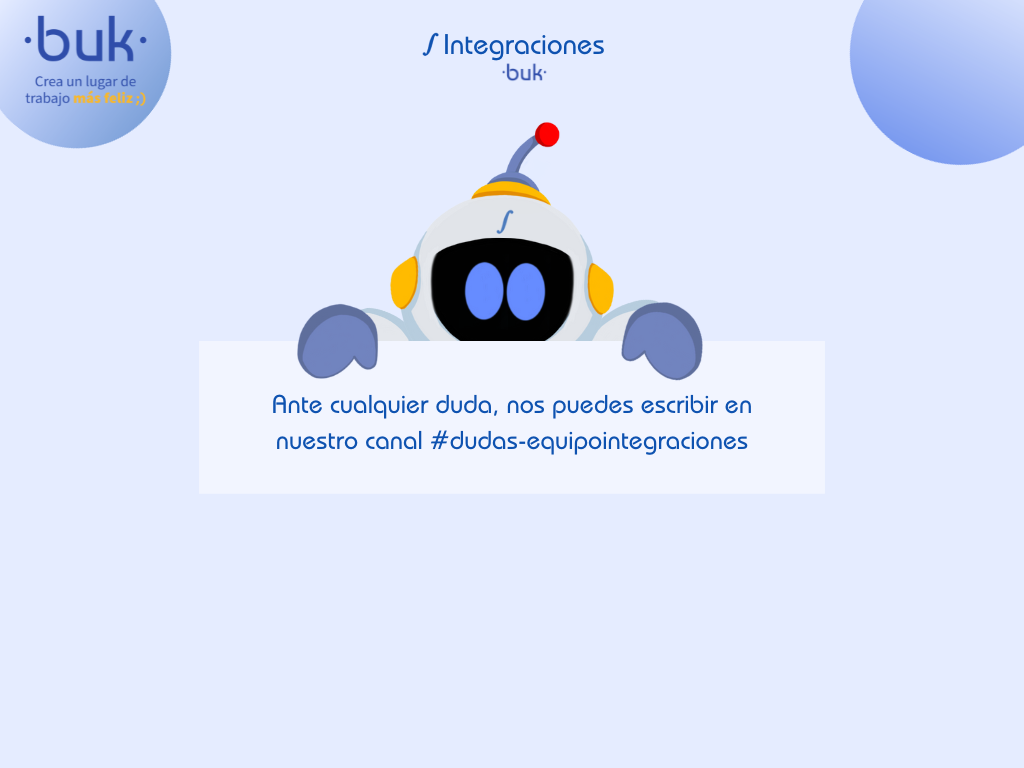 ·buk·
Crea un lugar de
trabajo más feliz ;)
∫ Integraciones
·buk·
∫
Ante cualquier duda, nos puedes escribir en
nuestro canal #dudas-equipointegraciones